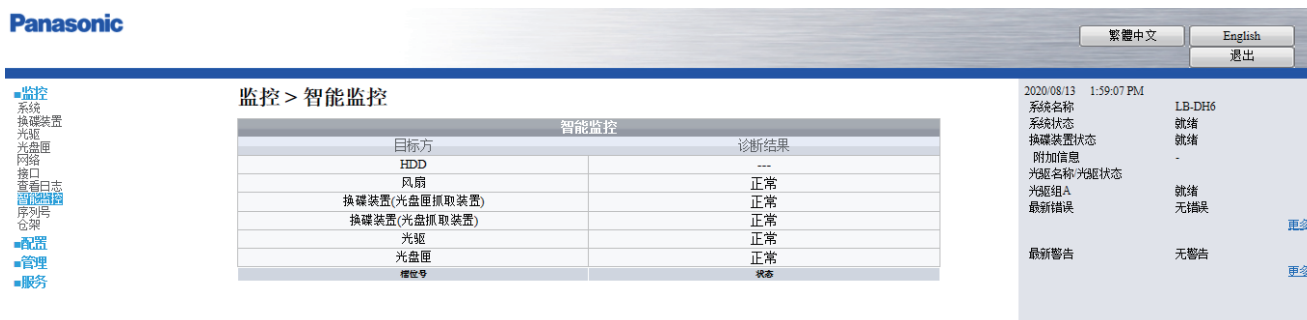 Panasonic
繁體中文 English
退出
■监控
系统
换碟装置
光驱
光盘匣
网络
接口
查看日志
智能监控
序列号
仓架
■配置
■管理
■服务
监控 > 智能监控
智能监控
目标方 诊断结果
HDD ---
风扇 正常
换碟装置(光盘匣抓取装置) 正常
换碟装置(光盘抓取装置) 正常
光驱 正常
光盘匣 正常
槽位号 状态
2020/08/13 1:59:07 PM
系统名称 LB-DH6
系统状态 就绪
换碟装置状态 就绪
附加信息 -
光驱名称/光驱状态
光驱组A 就绪
最新错误 无错误
更多
最新警告 无警告
更多